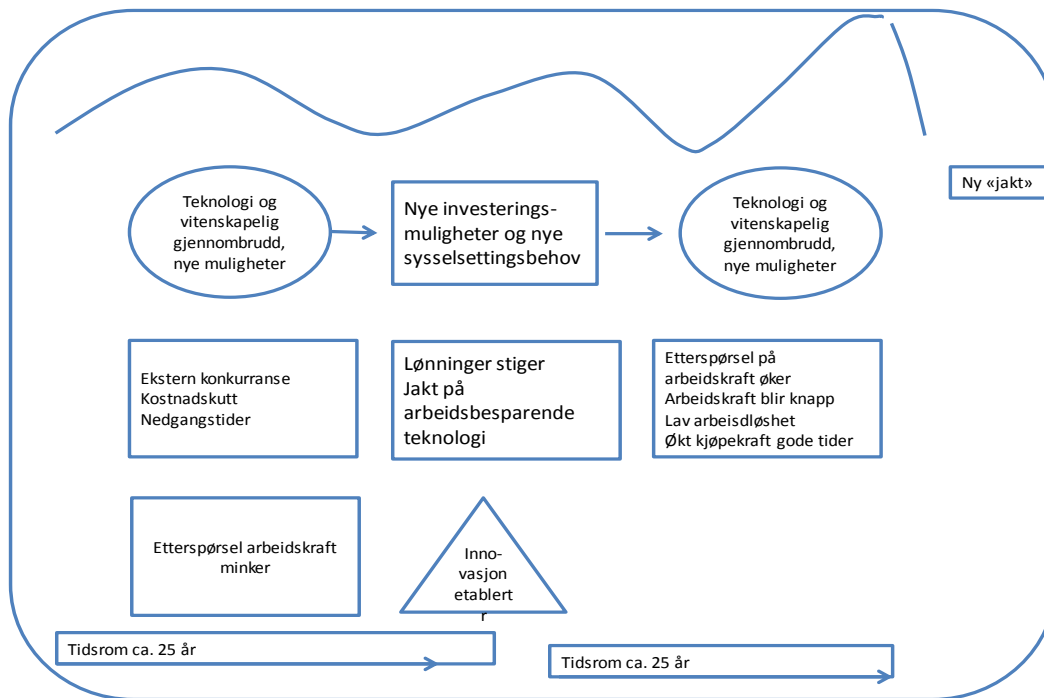 Teknologi og
vitenskapelig
gjennombrudd,
nye muligheter
Nye investerings-
muligheter og nye
sysselsettingsbehov
Teknologi og
vitenskapelig
gjennombrudd,
nye muligheter
Ny «jakt»
Ekstern konkurranse
Kostnadskutt
Nedgangstider
Lønninger stiger
Jakt på
arbeidsbesparende
teknologi
Etterspørsel på
arbeidskraft øker
Arbeidskraft blir knapp
Lav arbeisdløshet
Økt kjøpekraft gode tider
Etterspørsel arbeidskraft
minker
Inno-
vasjon
etablert
r
Tidsrom ca. 25 år
Tidsrom ca. 25 år